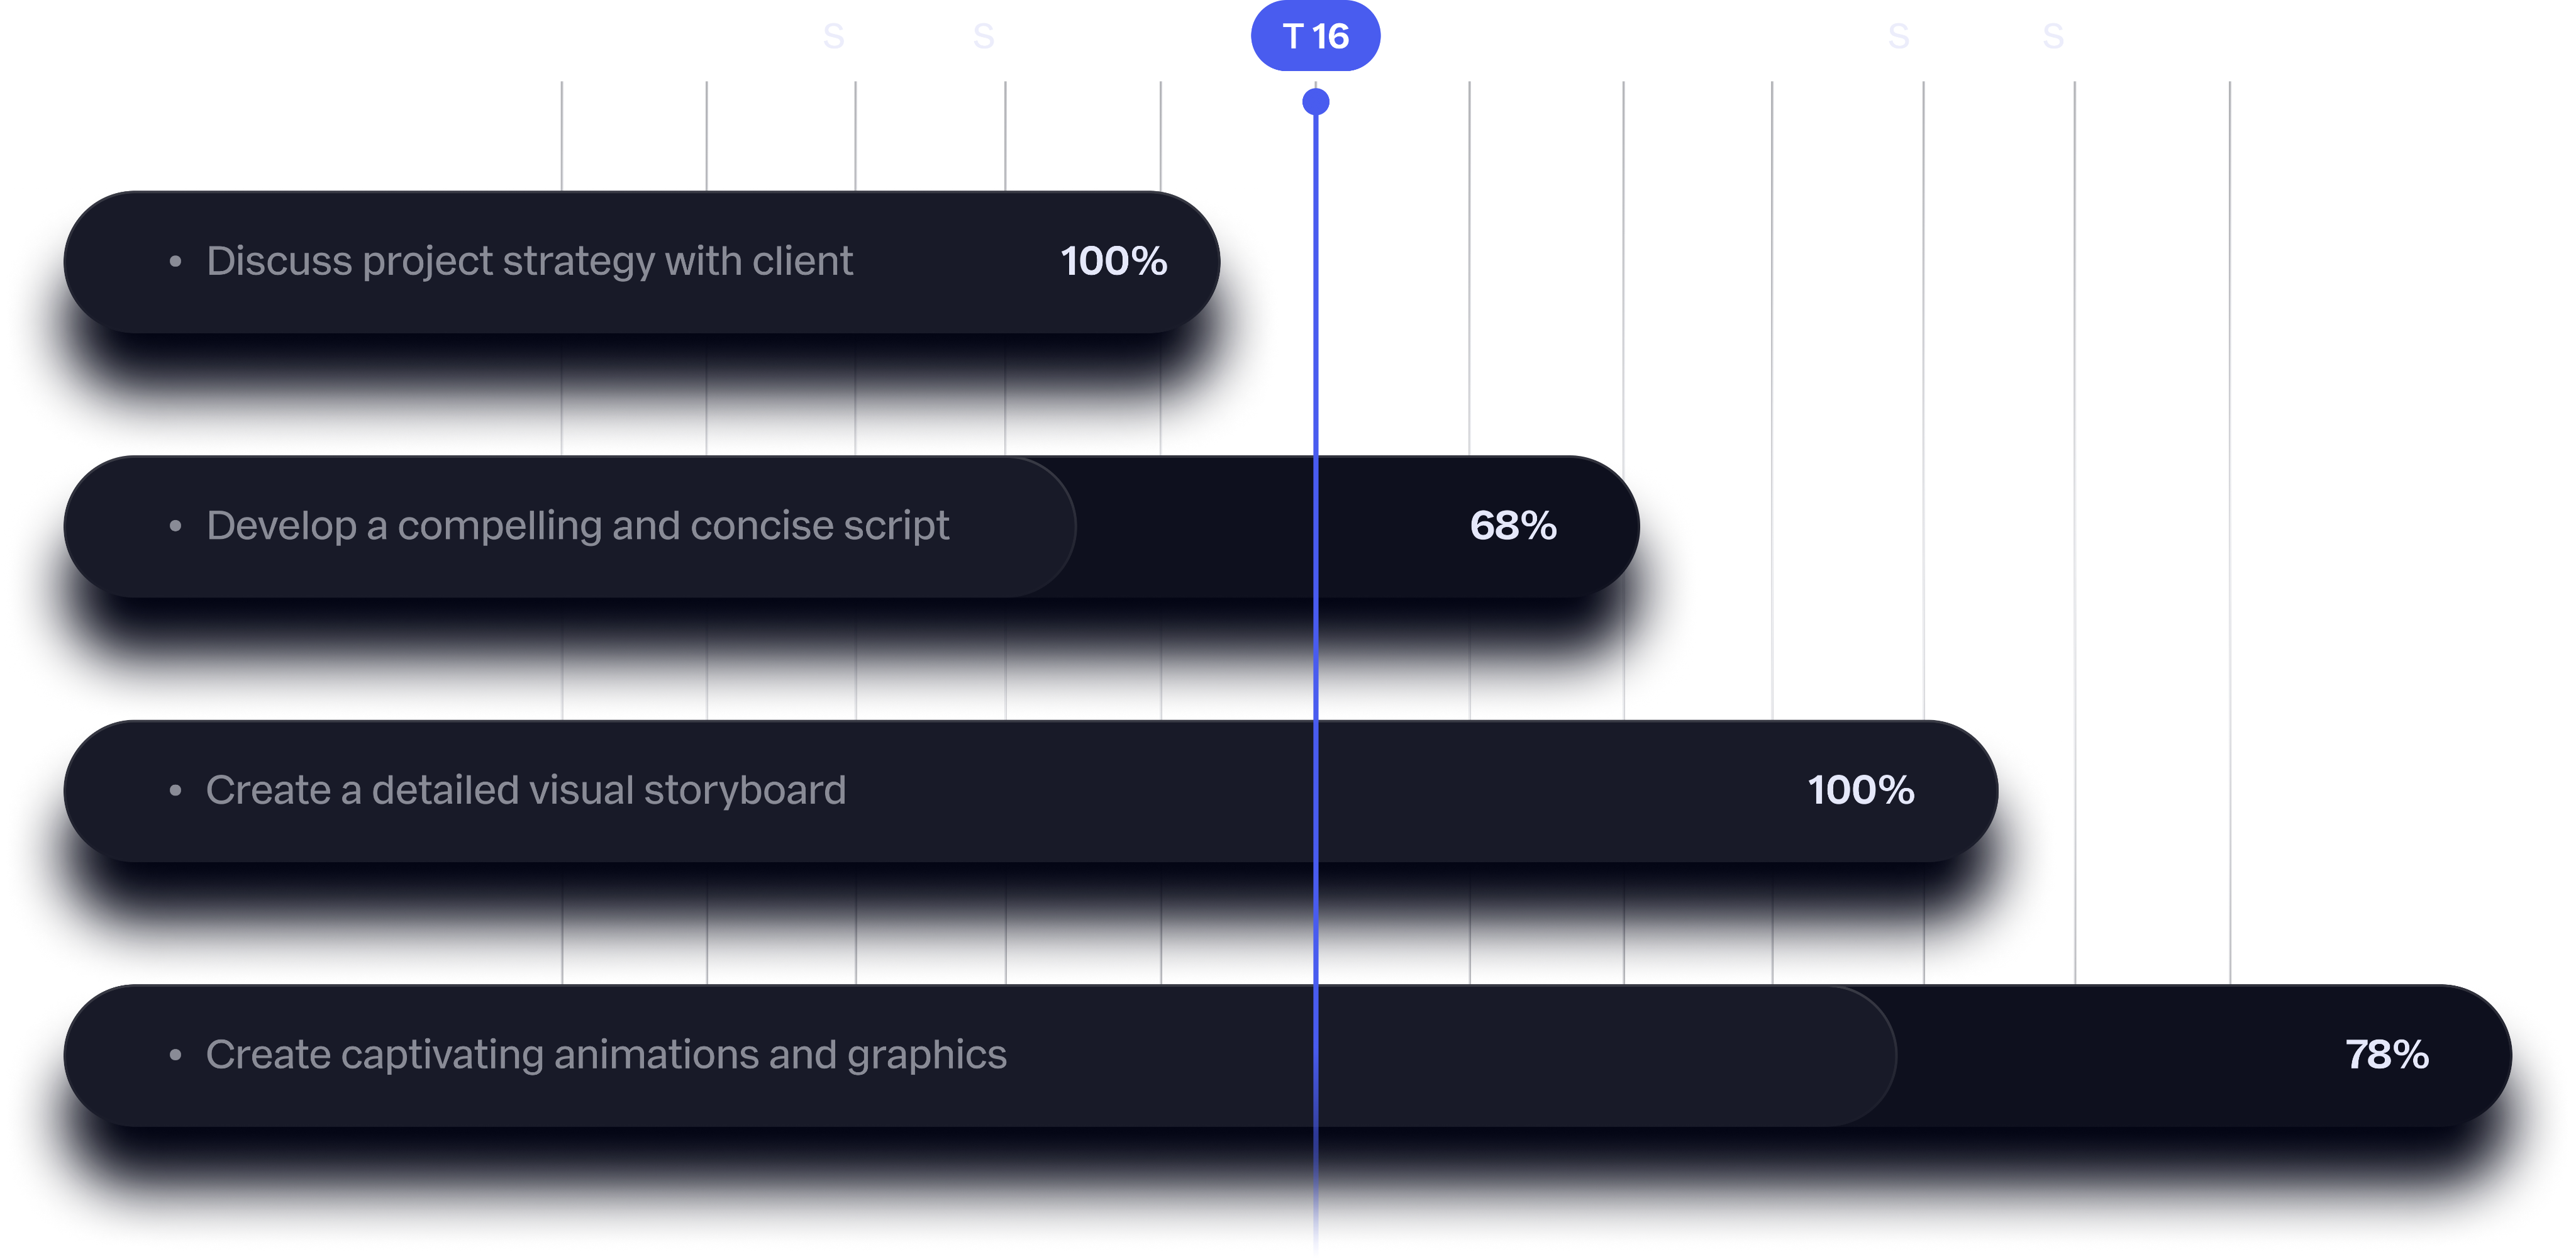 S S T 16 S S
• Discuss project strategy with client 100%
• Develop a compelling and concise script 68%
• Create a detailed visual storyboard 100%
• Create captivating animations and graphics 78%